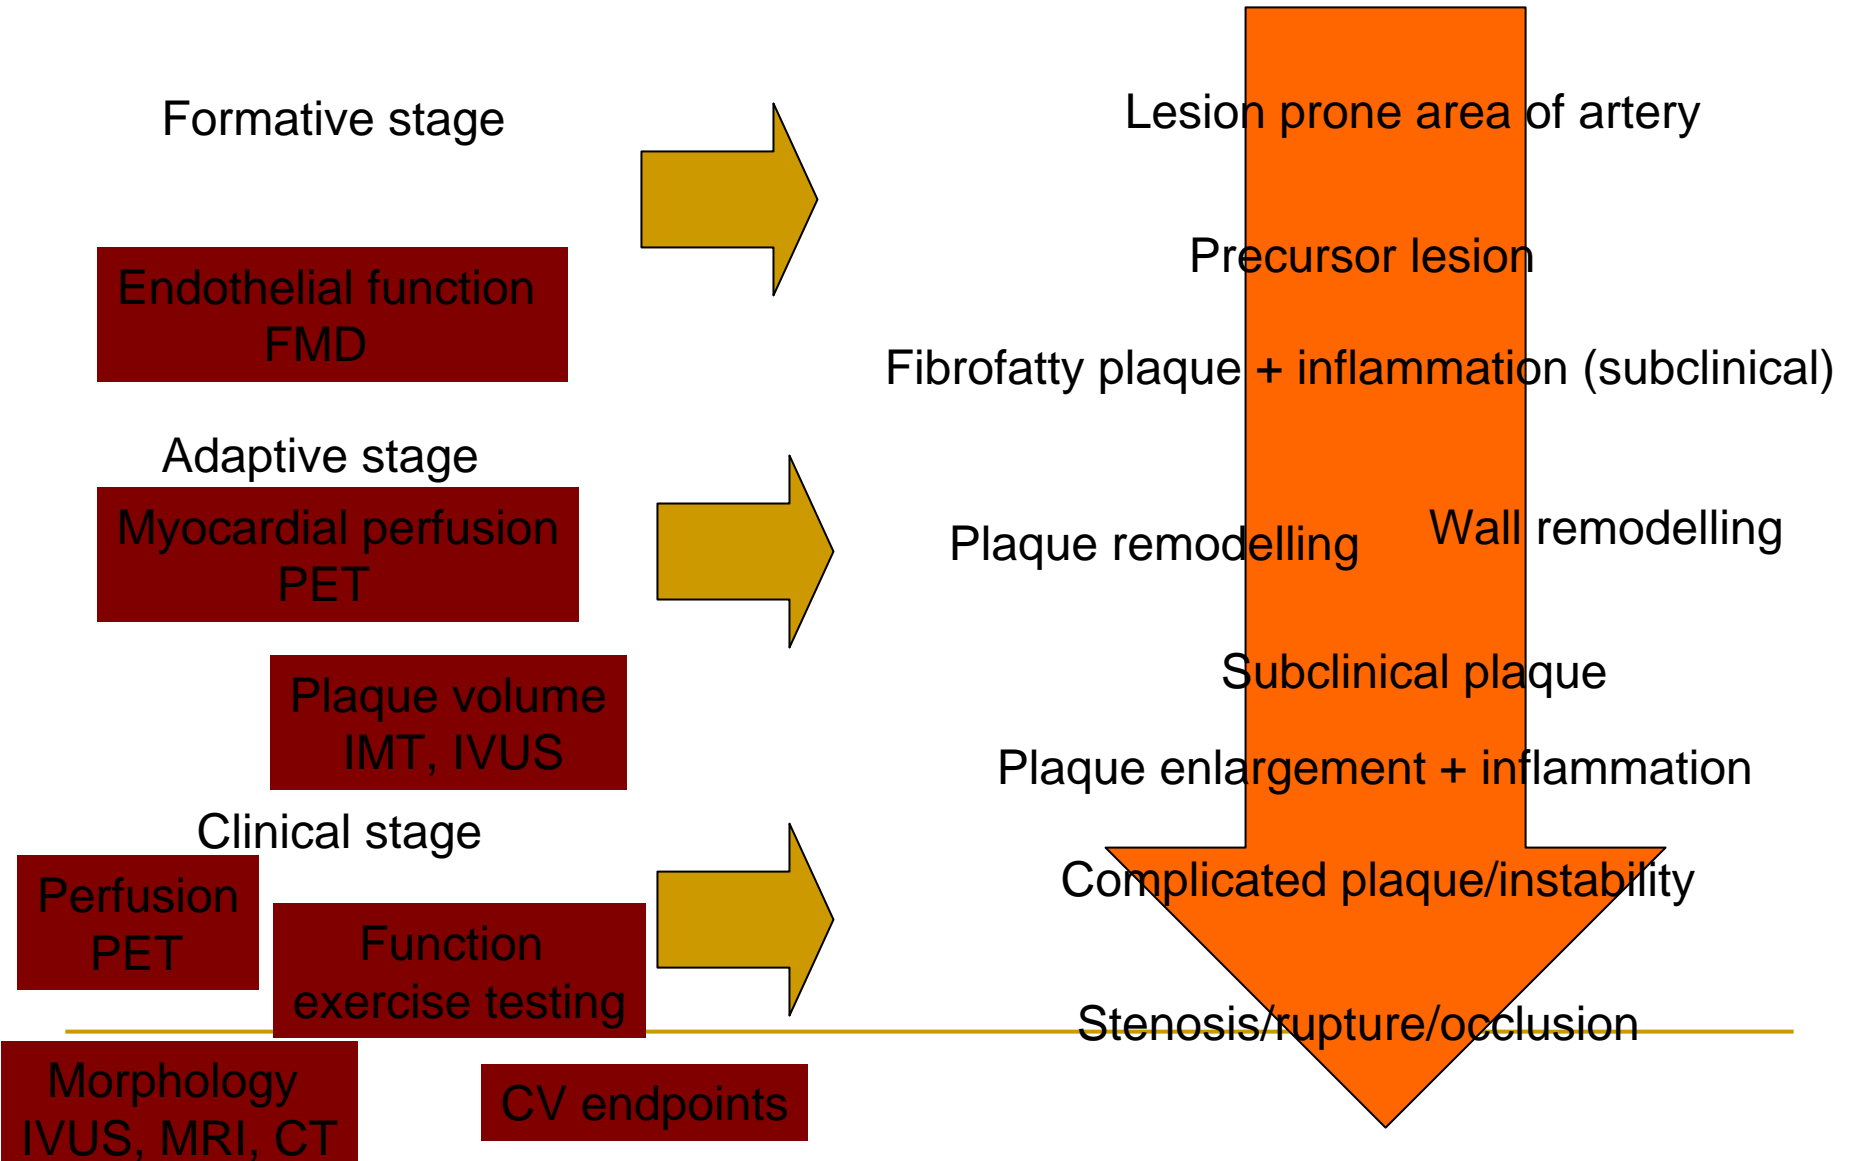 Formative stage
Lesion prone area of artery
Precursor lesion
Endothelial function
FMD
Fibrofatty plaque + inflammation (subclinical)
Adaptive stage
Myocardial perfusion
PET
Plaque remodelling
Wall remodelling
Plaque volume
IMT, IVUS
Subclinical plaque
Plaque enlargement + inflammation
Clinical stage
Perfusion
PET
Function
exercise testing
Complicated plaque/instability
Stenosis/rupture/occlusion
Morphology
IVUS, MRI, CT
CV endpoints